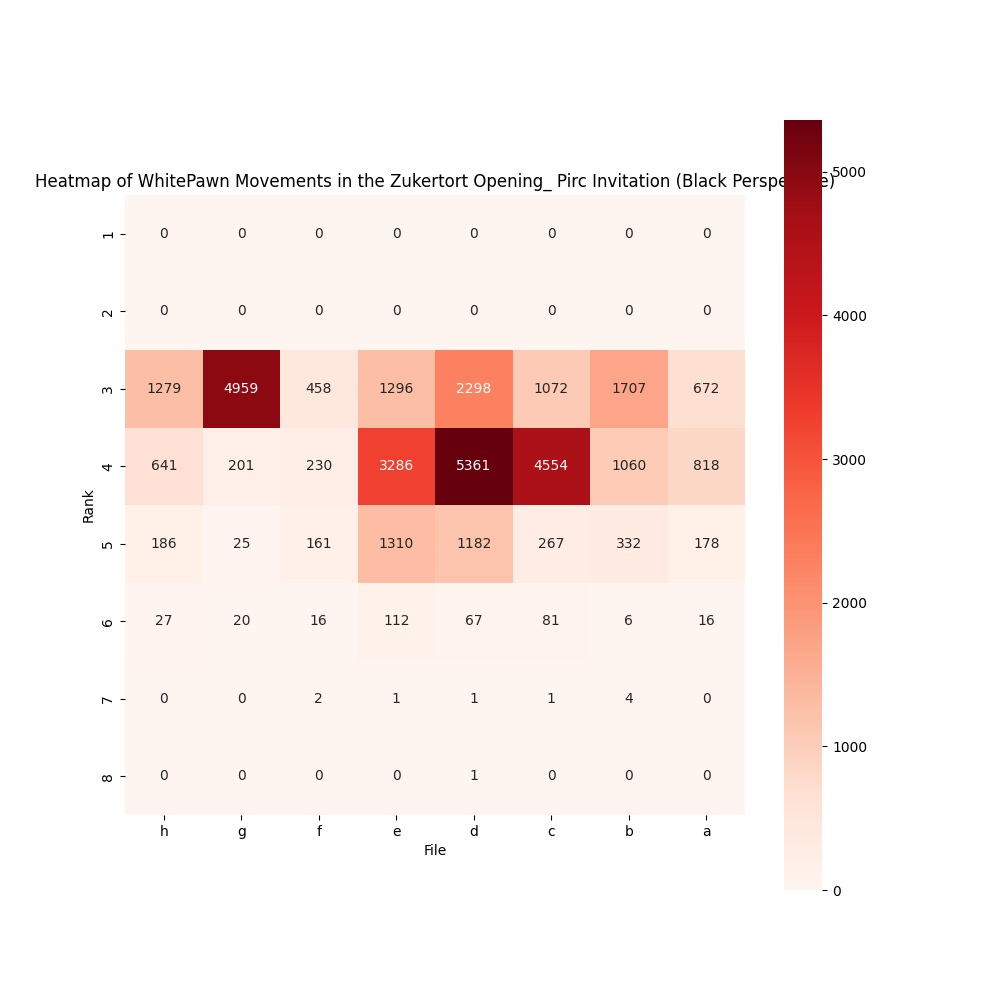 Heatmap of WhitePawn Movements in the Zukertort Opening_ Pirc Invitation (Black Perspe e)
5000
4000
3000
2000
1000
0
Rank
1 0 0 0 0 0 0 0 0
2 0 0 0 0 0 0 0 0
3 1279 4959 458 1296 2298 1072 1707 672
4 641 201 230 3286 5361 4554 1060 818
5 186 25 161 1310 1182 267 332 178
6 27 20 16 112 67 81 6 16
7 0 0 2 1 1 1 4 0
8 0 0 0 0 1 0 0 0
h g f e d c b a
File